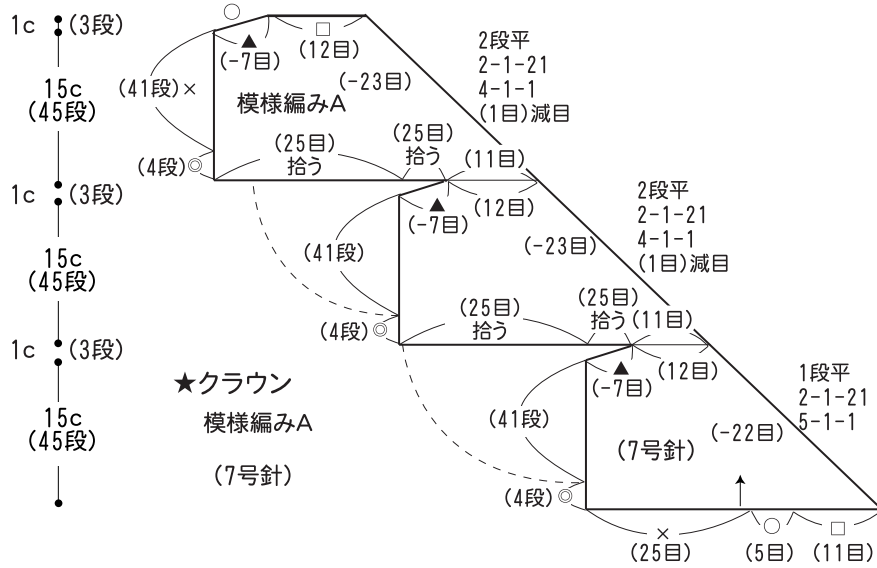 ○
1c (3段)
▲
(-7目)
□
(12目)
2段平
2-1-21
4-1-1
(1目)減目
15c
(45段)
(41段)×
(-23目)
模様編みA
(4段)◎
(25目)
拾う
(25目)
拾う
(11目)
1c (3段)
▲
(-7目)
(12目)
2段平
2-1-21
4-1-1
(1目)減目
15c
(45段)
(41段)
(-23目)
(4段)◎
(25目)
拾う
(25目)
拾う
(11目)
1c (3段)
▲
(-7目)
(12目)
1段平
2-1-21
5-1-1
★クラウン
模様編みA
(7号針)
15c
(45段)
(41段)
(-22目)
(7号針)
(4段)◎
×
(25目)
○
(5目)
□
(11目)